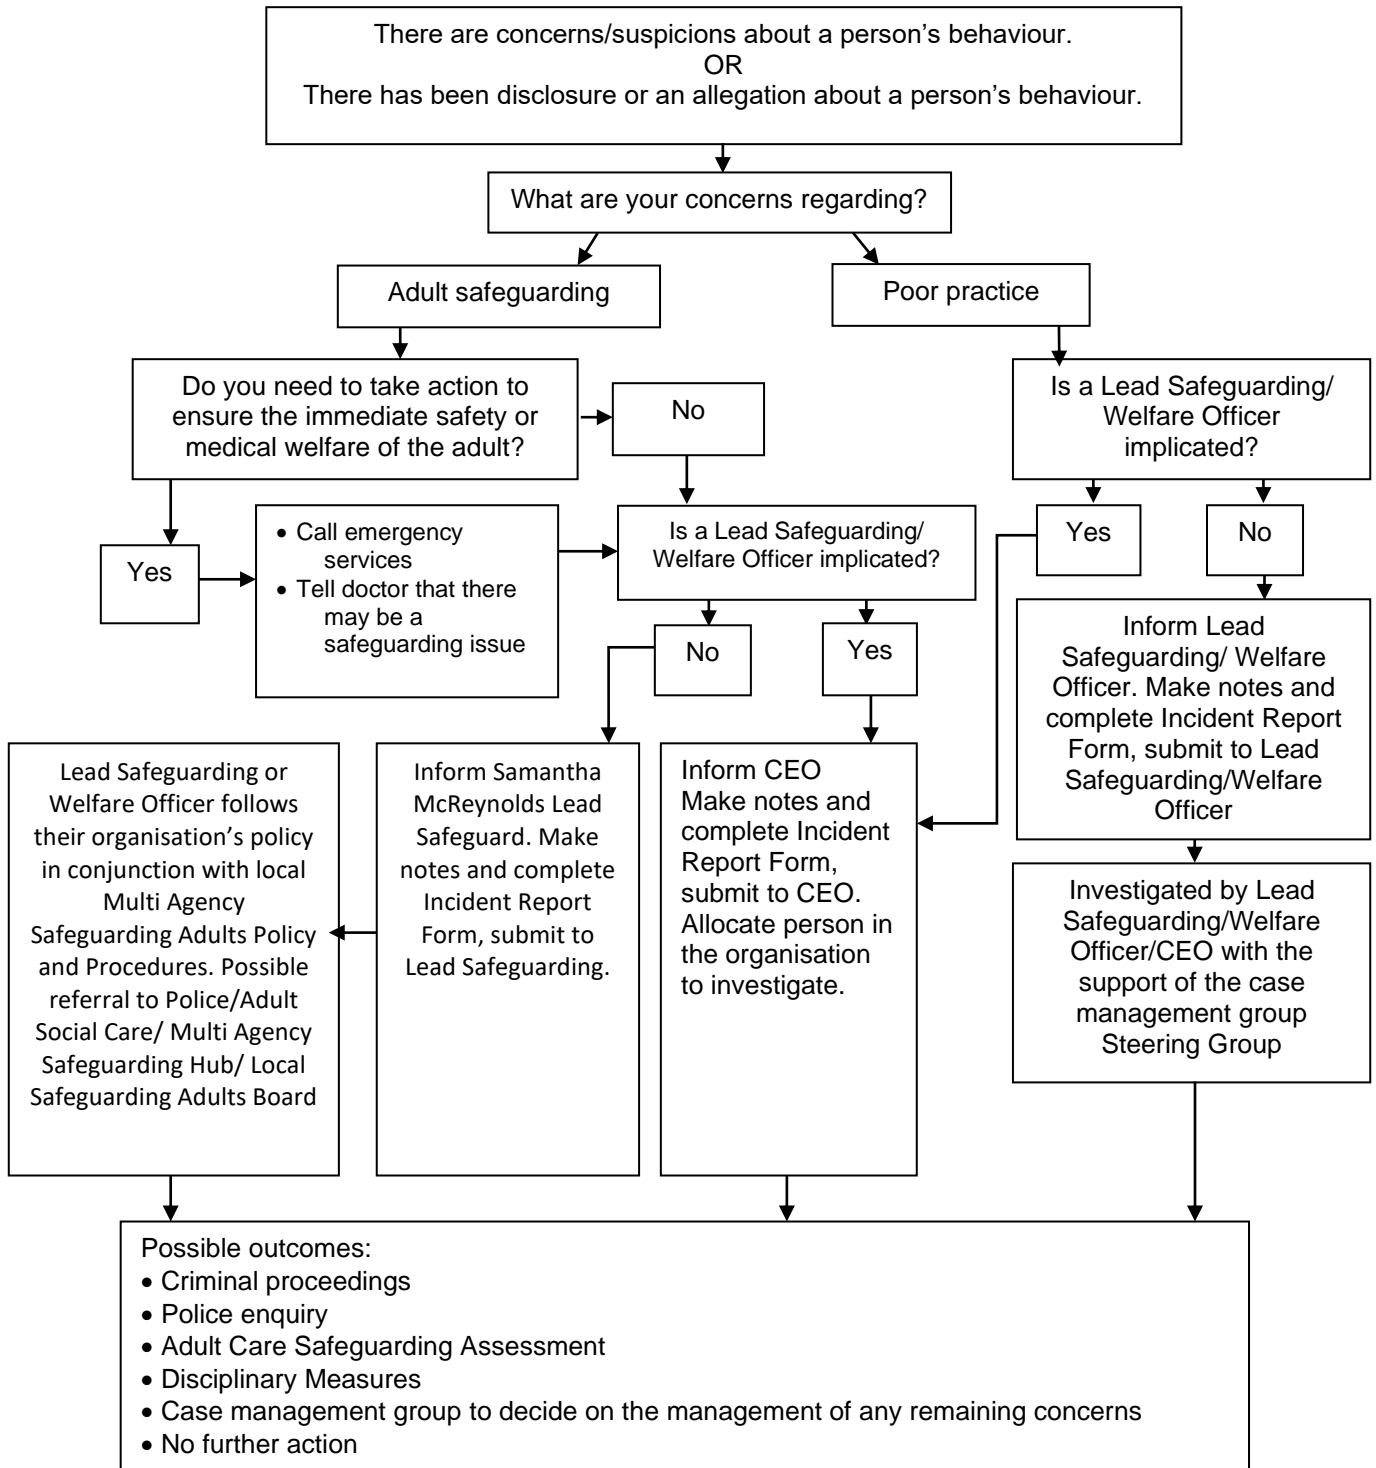 There are concerns/suspicions about a person’s behaviour.
OR
There has been disclosure or an allegation about a person’s behaviour.
What are your concerns regarding?
Adult safeguarding
Poor practice
Do you need to take action to
ensure the immediate safety or
medical welfare of the adult?
No
Is a Lead Safeguarding/
Welfare Officer
implicated?
Yes
• Call emergency
services
• Tell doctor that there
may be a
safeguarding issue
Is a Lead Safeguarding/
Welfare Officer implicated?
Yes
No
No
Yes
Inform Lead
Safeguarding/ Welfare
Officer. Make notes and
complete Incident Report
Form, submit to Lead
Safeguarding/Welfare
Officer
Lead Safeguarding or
Welfare Officer follows
their organisation’s policy
in conjunction with local
Multi Agency
Safeguarding Adults Policy
and Procedures. Possible
referral to Police/Adult
Social Care/ Multi Agency
Safeguarding Hub/ Local
Safeguarding Adults Board
Inform Samantha
McReynolds Lead
Safeguard. Make
notes and complete
Incident Report
Form, submit to
Lead Safeguarding.
Inform CEO
Make notes and
complete Incident
Report Form,
submit to CEO.
Allocate person in
the organisation
to investigate.
Investigated by Lead
Safeguarding/Welfare
Officer/CEO with the
support of the case
management group
Steering Group
Possible outcomes:
• Criminal proceedings
• Police enquiry
• Adult Care Safeguarding Assessment
• Disciplinary Measures
• Case management group to decide on the management of any remaining concerns
• No further action